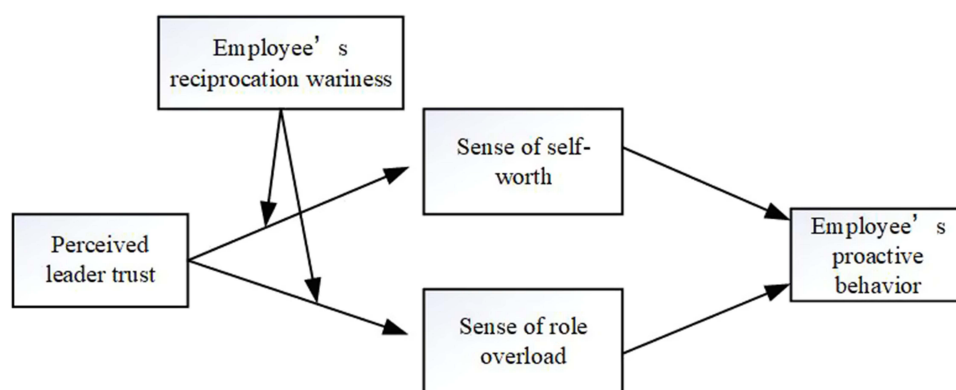 Employee’ s
reciprocation wariness
Sense of self-
worth
Perceived
leader trust
Employee’ s
proactive
behavior
Sense of role
overload